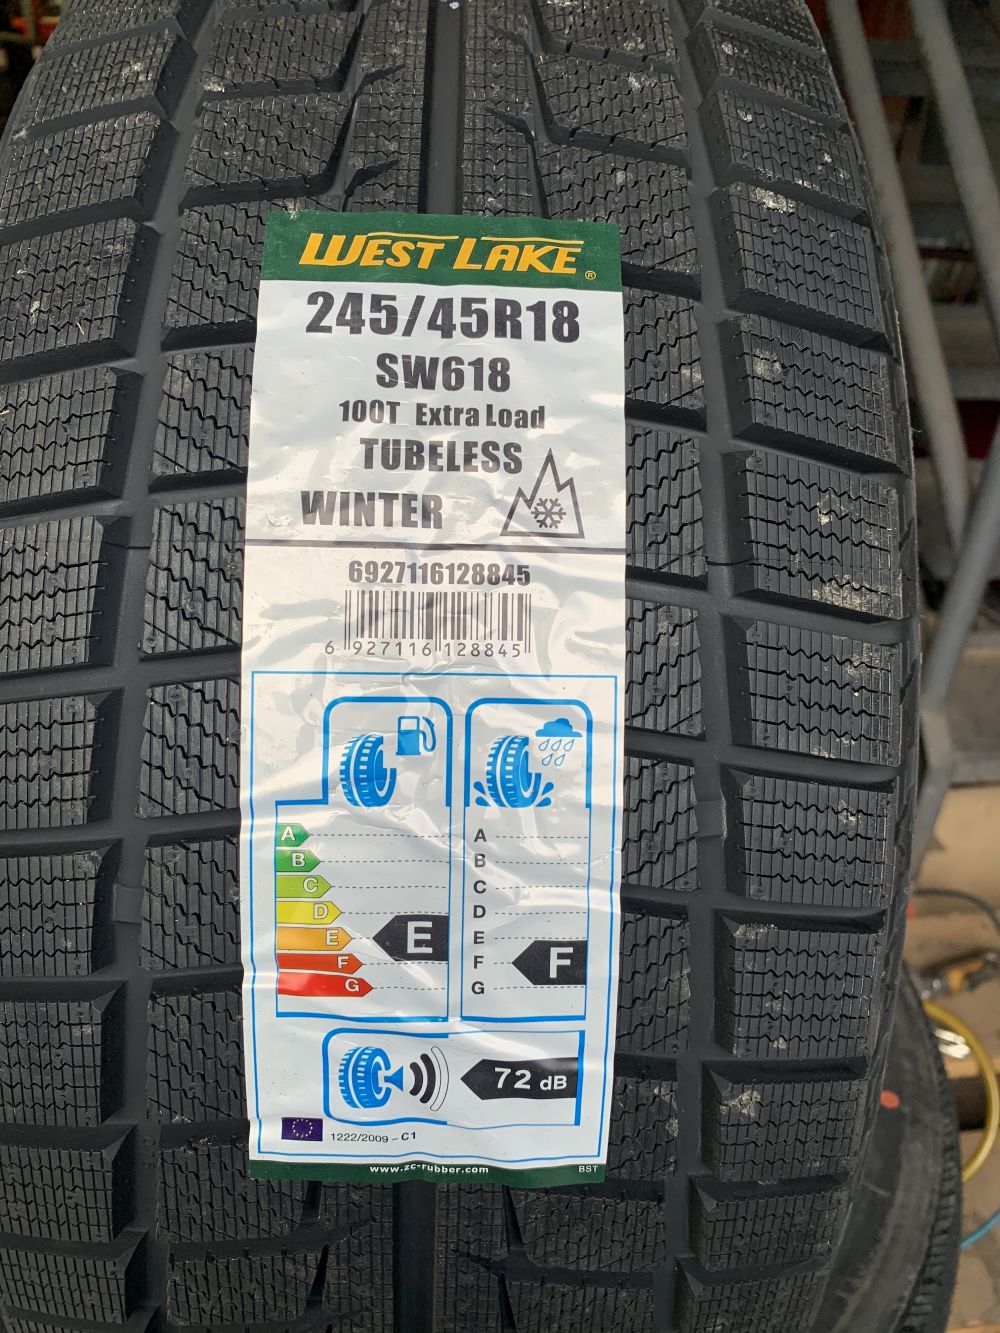 WEST LAKE ®
245/45R18
SW618
100T Extra Load
TUBELESS
WINTER
6927116128845
6 927116 128845
A
B
C
D
E
F
G
E
A
B
C
D
E
F
G
F
72 dB
1222/2009 - C1
www.zc-rubber.com
BST